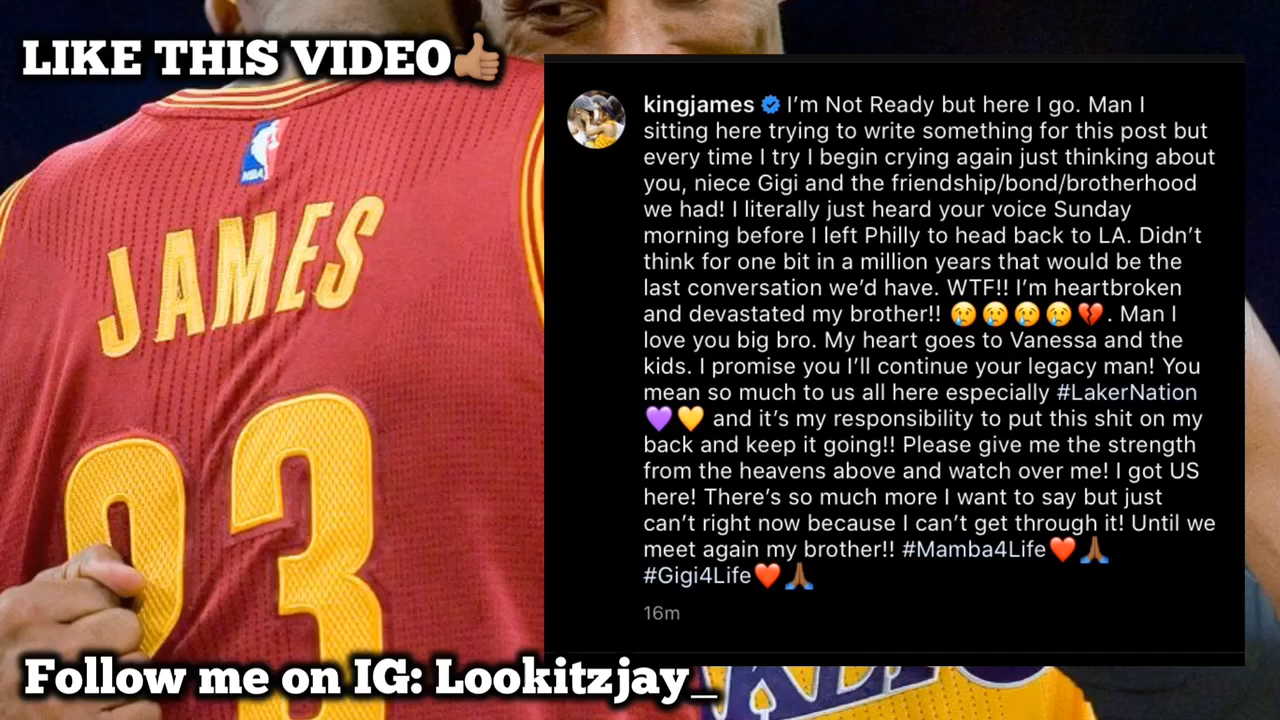 LIKE THIS VIDEO👍🏽
NBA
JAMES
23
kingjames I’m Not Ready but here I go. Man I
sitting here trying to write something for this post but
every time I try I begin crying again just thinking about
you, niece Gigi and the friendship/bond/brotherhood
we had! I literally just heard your voice Sunday
morning before I left Philly to head back to LA. Didn’t
think for one bit in a million years that would be the
last conversation we’d have. WTF!! I’m heartbroken
and devastated my brother!! 😢😢😢😢💔. Man I
love you big bro. My heart goes to Vanessa and the
kids. I promise you I’ll continue your legacy man! You
mean so much to us all here especially #LakerNation
💜💛 and it’s my responsibility to put this shit on my
back and keep it going!! Please give me the strength
from the heavens above and watch over me! I got US
here! There’s so much more I want to say but just
can’t right now because I can’t get through it! Until we
meet again my brother!! #Mamba4Life❤️🙏🏾
#Gigi4Life❤️🙏🏾
16m
Follow me on IG: Lookitzjay_